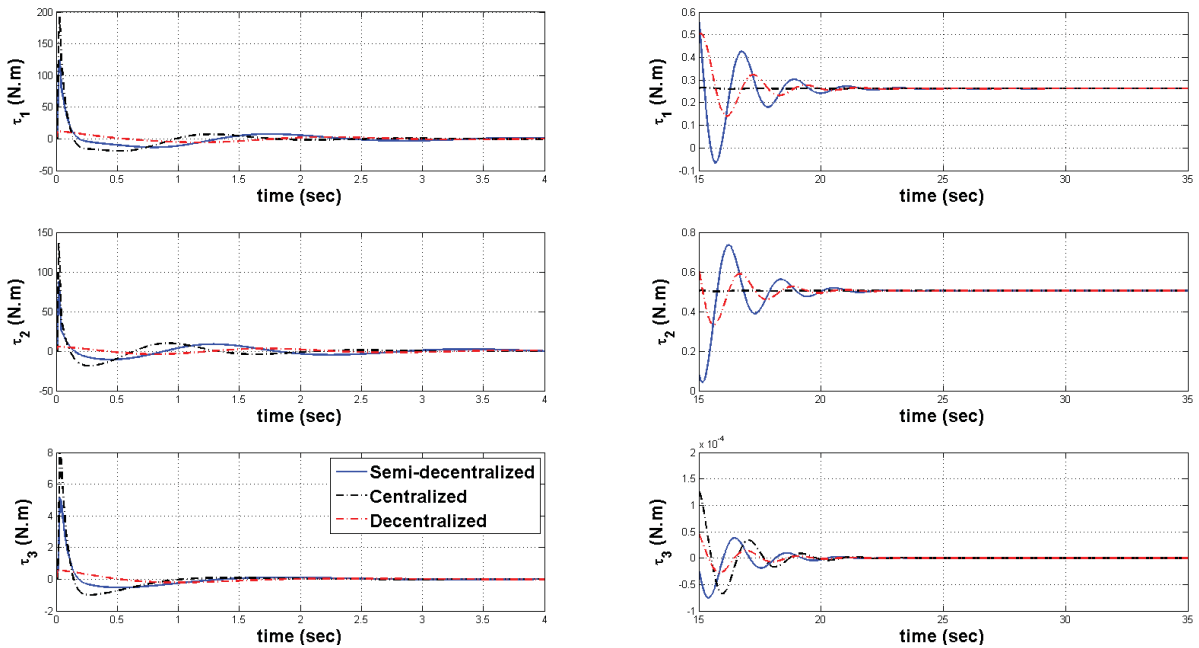 200
150
100
50
0
-50
τ1 (N.m)
0 0.5 1 1.5 2 2.5 3 3.5 4
time (sec)
0.6
0.5
0.4
0.3
0.2
0.1
0
-0.1
τ1 (N.m)
15 20 25 30 35
time (sec)
150
100
50
0
-50
τ2 (N.m)
0 0.5 1 1.5 2 2.5 3 3.5 4
time (sec)
0.8
0.6
0.4
0.2
0
τ2 (N.m)
15 20 25 30 35
time (sec)
8
6
4
2
0
-2
τ3 (N.m)
Semi-decentralized
Centralized
Decentralized
0 0.5 1 1.5 2 2.5 3 3.5 4
time (sec)
x 10^-4
2
1.5
1
0.5
0
-0.5
-1
τ3 (N.m)
15 20 25 30 35
time (sec)